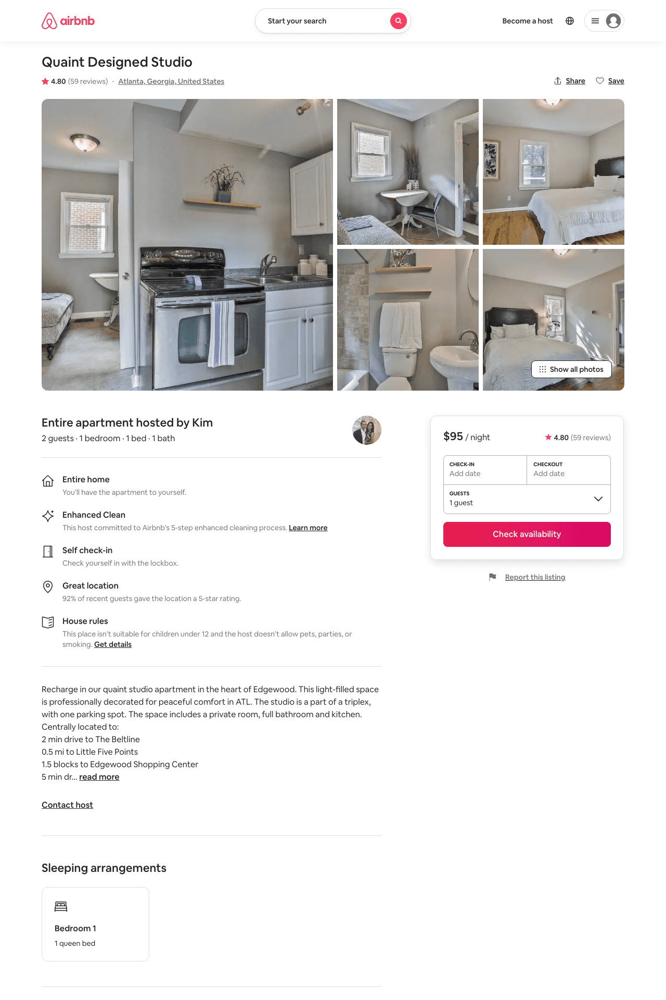 airbnb
Start your search
Become a host
Quaint Designed Studio
4.80 (59 reviews) · Atlanta, Georgia, United States
Share
Save
Show all photos
Entire apartment hosted by Kim
2 guests · 1 bedroom · 1 bed · 1 bath
Entire home
You’ll have the apartment to yourself.
Enhanced Clean
This host committed to Airbnb's 5-step enhanced cleaning process. Learn more
Self check-in
Check yourself in with the lockbox.
Great location
92% of recent guests gave the location a 5-star rating.
House rules
This place isn’t suitable for children under 12 and the host doesn’t allow pets, parties, or
smoking. Get details
Recharge in our quaint studio apartment in the heart of Edgewood. This light-filled space
is professionally decorated for peaceful comfort in ATL. The studio is a part of a triplex,
with one parking spot. The space includes a private room, full bathroom and kitchen.
Centrally located to:
2 min drive to The Beltline
0.5 mi to Little Five Points
1.5 blocks to Edgewood Shopping Center
5 min dr... read more
Contact host
Sleeping arrangements
Bedroom 1
1 queen bed
$95 / night
4.80 (59 reviews)
CHECK-IN
Add date
CHECKOUT
Add date
GUESTS
1 guest
Check availability
Report this listing